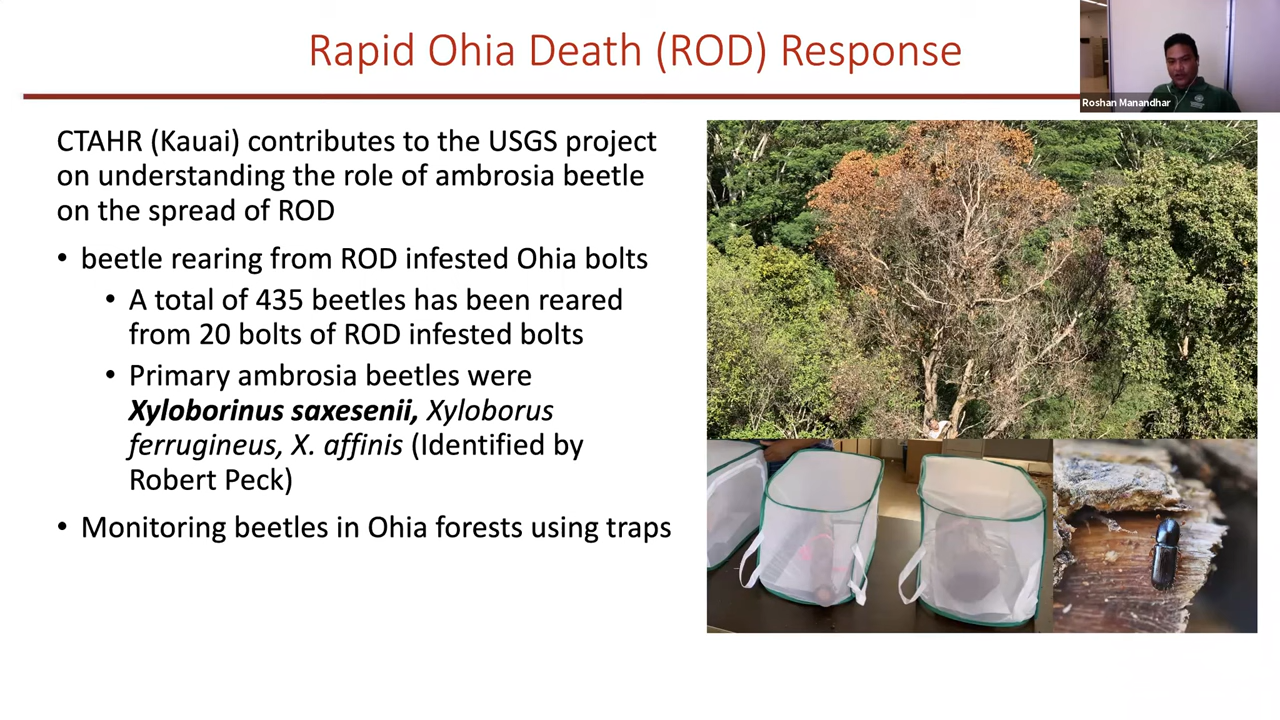 Rapid Ohia Death (ROD) Response
Roshan Manandhar
CTAHR (Kauai) contributes to the USGS project
on understanding the role of ambrosia beetle
on the spread of ROD
• beetle rearing from ROD infested Ohia bolts
• A total of 435 beetles has been reared
from 20 bolts of ROD infested bolts
• Primary ambrosia beetles were
Xyloborinus saxesenii, Xyloborus
ferrugineus, X. affinis (Identified by
Robert Peck)
• Monitoring beetles in Ohia forests using traps